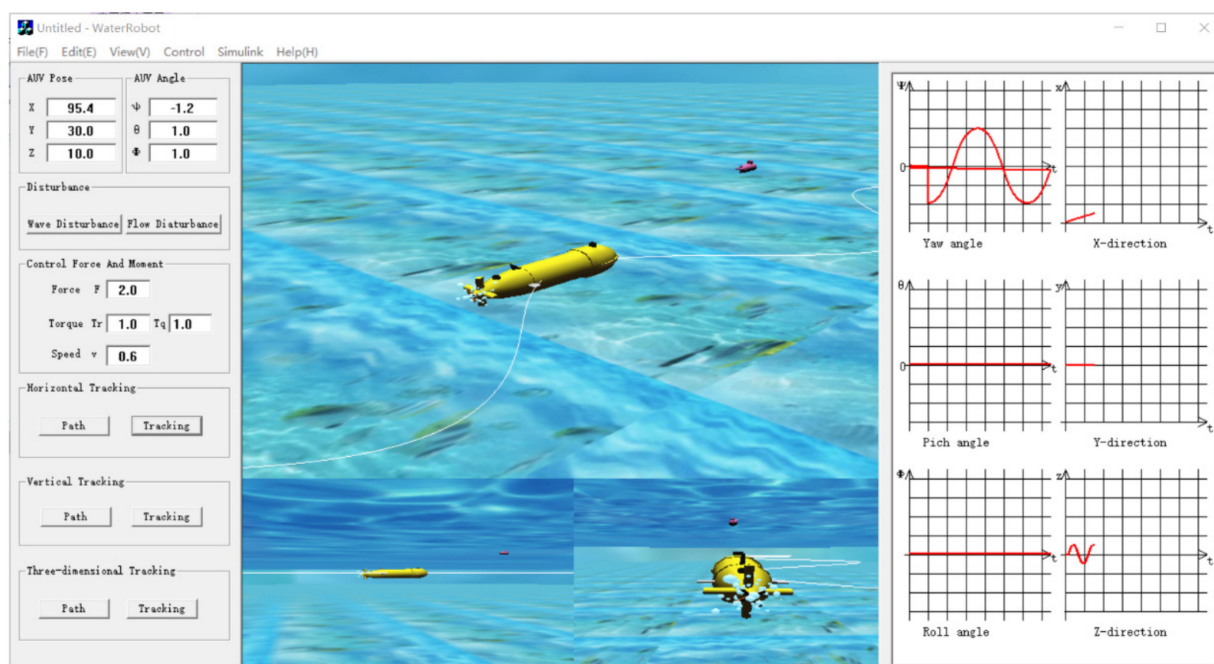 Untitled - WaterRobot
File(F) Edit(E) View(V) Control Simulink Help(H)
AUV Pose
X 95.4
Y 30.0
Z 10.0
AUV Angle
Ψ -1.2
θ 1.0
Φ 1.0
Disturbance
Wave Disturbance Flow Diaturbance
Control Force And Moment
Force F 2.0
Torque Tr 1.0 Tq 1.0
Speed v 0.6
Horizontal Tracking
Path Tracking
Vertical Tracking
Path Tracking
Three-dimensional Tracking
Path Tracking
Ψ
0
t
Yaw angle
x
t
X-direction
θ
0
t
Pich angle
y
t
Y-direction
Φ
t
Roll angle
z
t
Z-direction